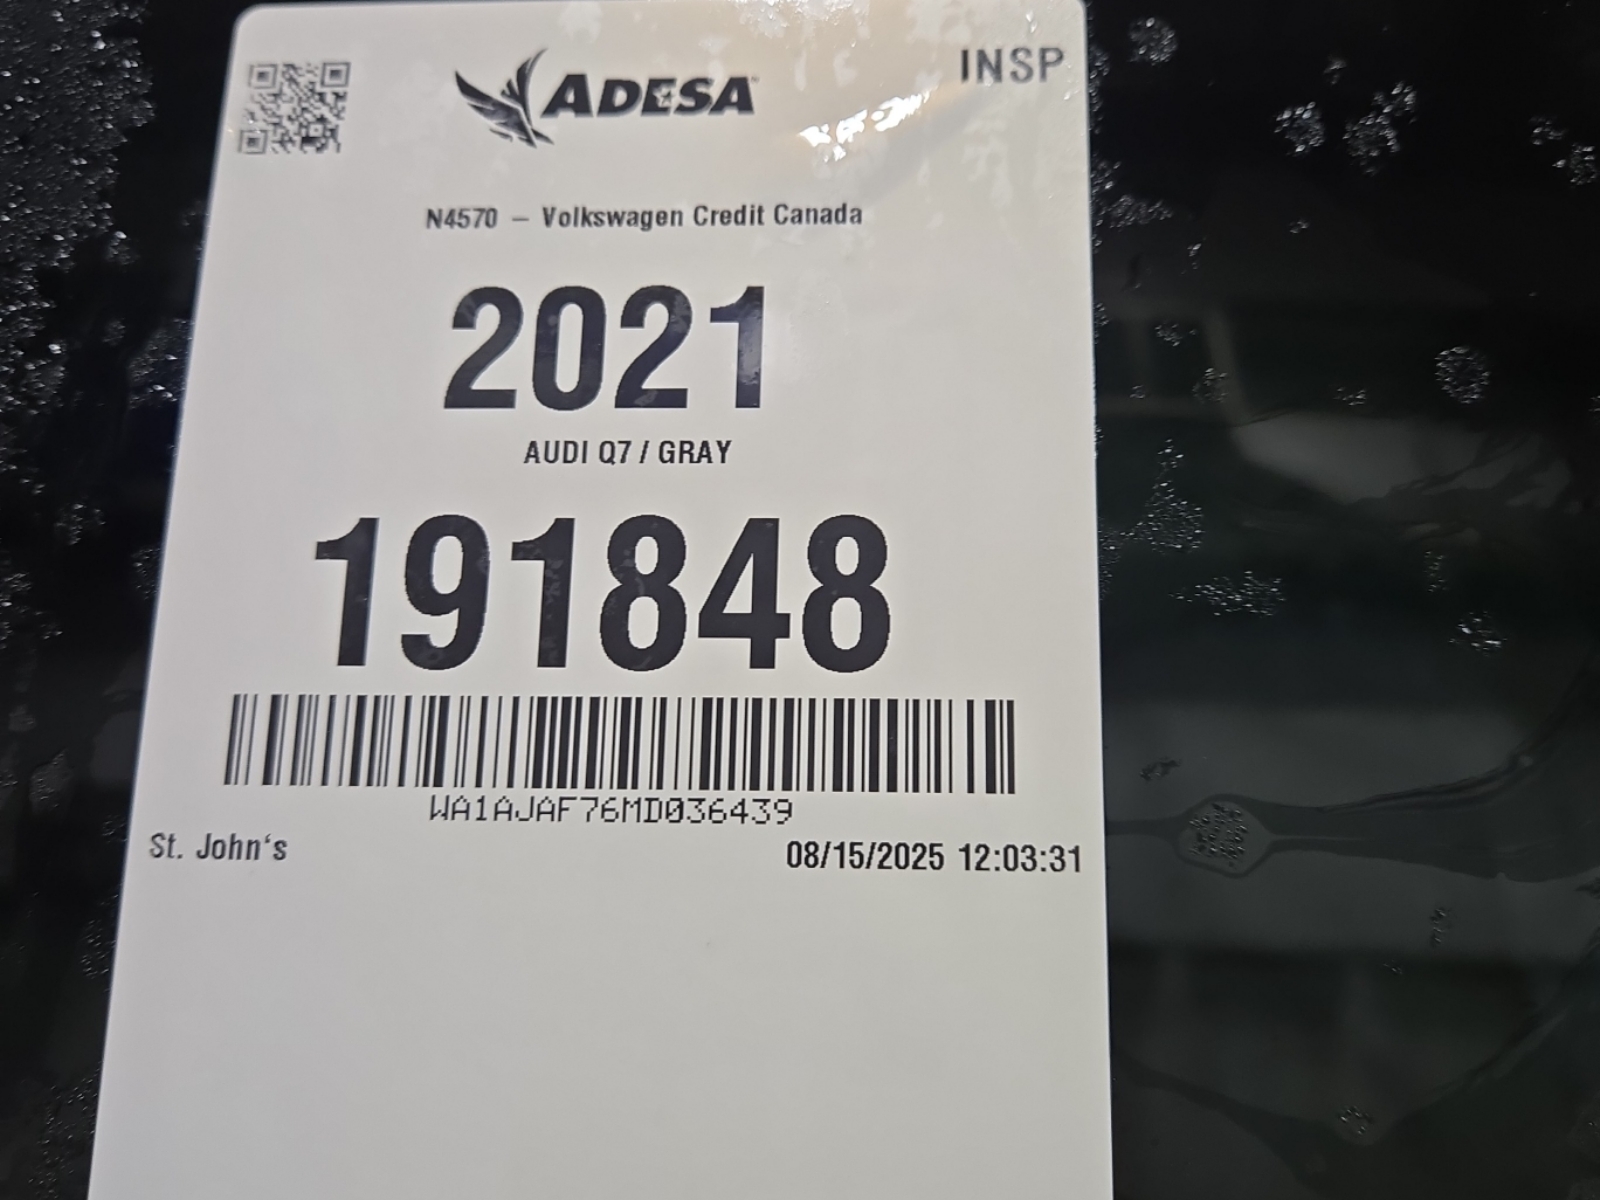 ADESA
INSP
N4570 – Volkswagen Credit Canada
2021
AUDI Q7 / GRAY
191848
WA1AJAF76MD036439
St. John‘s
08/15/2025 12:03:31